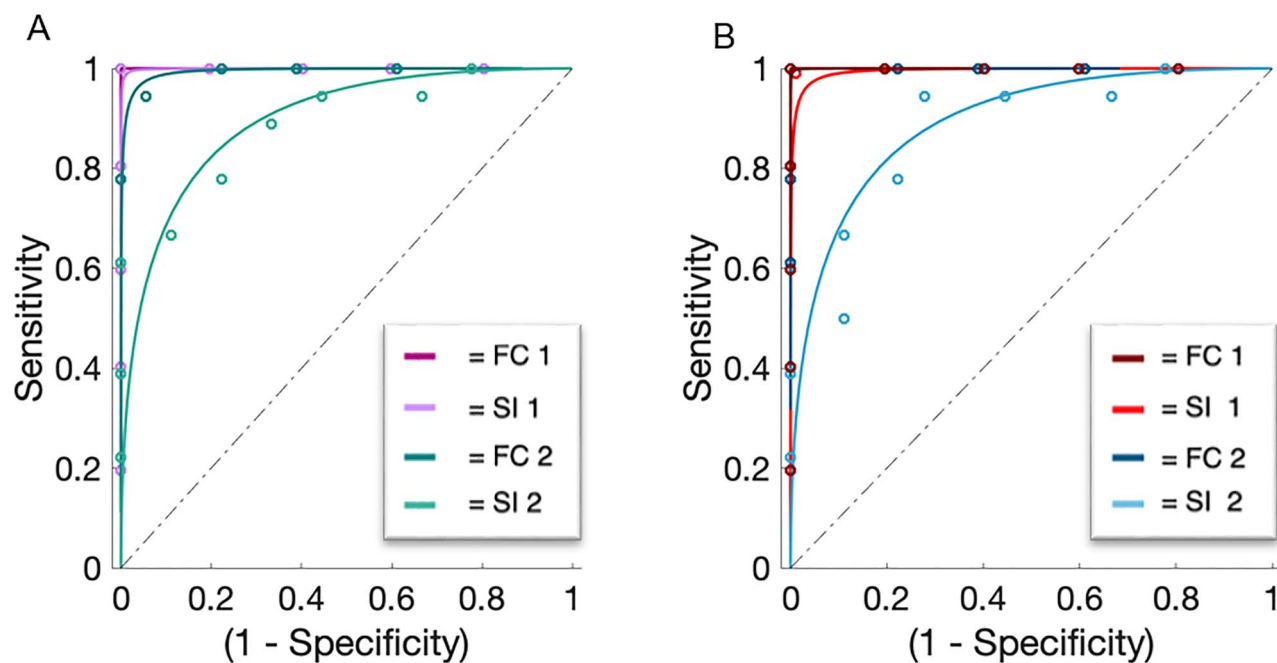 A
1
0.8
0.6
0.4
0.2
0
Sensitivity
0 0.2 0.4 0.6 0.8 1
(1 - Specificity)
= FC 1
= SI 1
= FC 2
= SI 2
B
1
0.8
0.6
0.4
0.2
0
Sensitivity
0 0.2 0.4 0.6 0.8 1
(1 - Specificity)
= FC 1
= SI 1
= FC 2
= SI 2